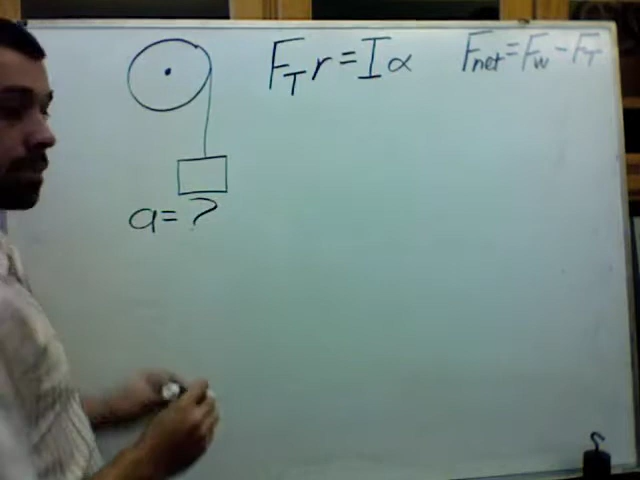 F_T r = I α
F_net = F_w - F_T
a = ?